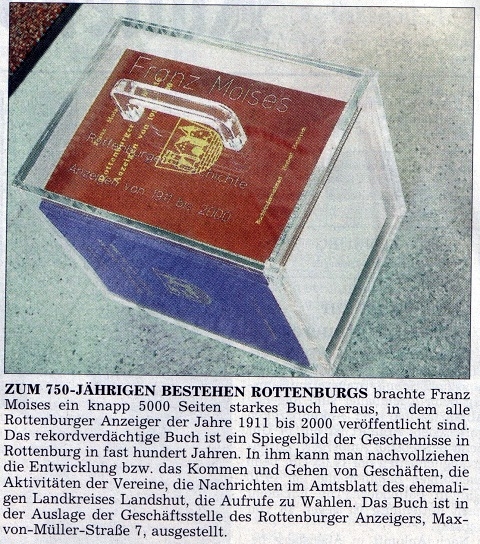 Franz Moises
Rottenburger Geschichte
Anzeigen von 1911 bis 2000
ZUM 750-JÄHRIGEN BESTEHEN ROTTENBURGS brachte Franz
Moises ein knapp 5000 Seiten starkes Buch heraus, in dem alle
Rottenburger Anzeiger der Jahre 1911 bis 2000 veröffentlicht sind.
Das rekordverdächtige Buch ist ein Spiegelbild der Geschehnisse in
Rottenburg in fast hundert Jahren. In ihm kann man nachvollziehen
die Entwicklung bzw. das Kommen und Gehen von Geschäften, die
Aktivitäten der Vereine, die Nachrichten im Amtsblatt des ehemali-
gen Landkreises Landshut, die Aufrufe zu Wahlen. Das Buch ist in
der Auslage der Geschäftsstelle des Rottenburger Anzeigers, Max-
von-Müller-Straße 7, ausgestellt.